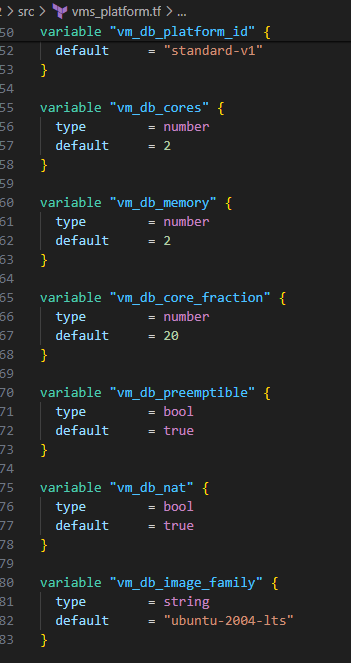 2 > src > vms_platform.tf > ...
50 variable "vm_db_platform_id" {
52 default = "standard-v1"
53 }
54
55 variable "vm_db_cores" {
56 type = number
57 default = 2
58 }
59
60 variable "vm_db_memory" {
61 type = number
62 default = 2
63 }
64
65 variable "vm_db_core_fraction" {
66 type = number
67 default = 20
68 }
69
70 variable "vm_db_preemptible" {
71 type = bool
72 default = true
73 }
74
75 variable "vm_db_nat" {
76 type = bool
77 default = true
78 }
79
80 variable "vm_db_image_family" {
81 type = string
82 default = "ubuntu-2004-lts"
83 }